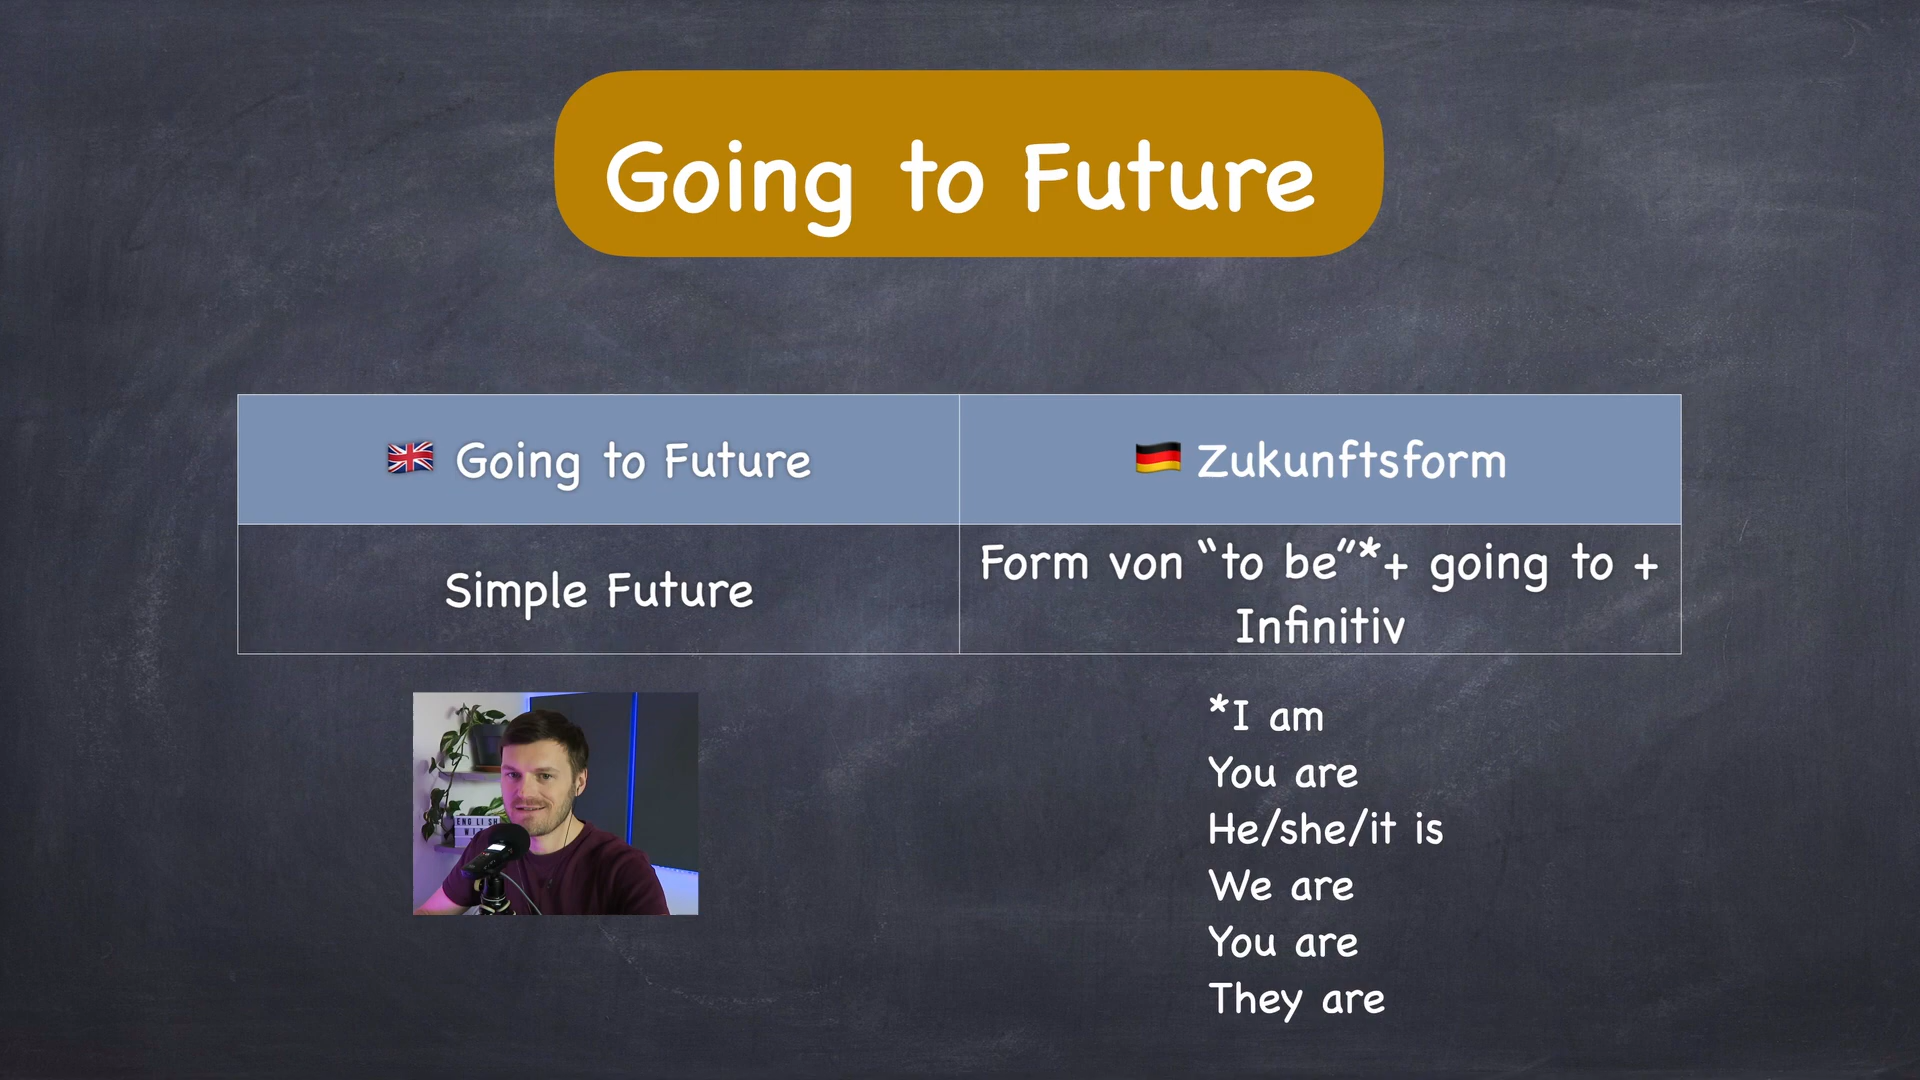 Going to Future
🇬🇧 Going to Future
🇩🇪 Zukunftsform
Simple Future
Form von “to be”*+ going to +
Infinitiv
*I am
You are
He/she/it is
We are
You are
They are
ENGLISH